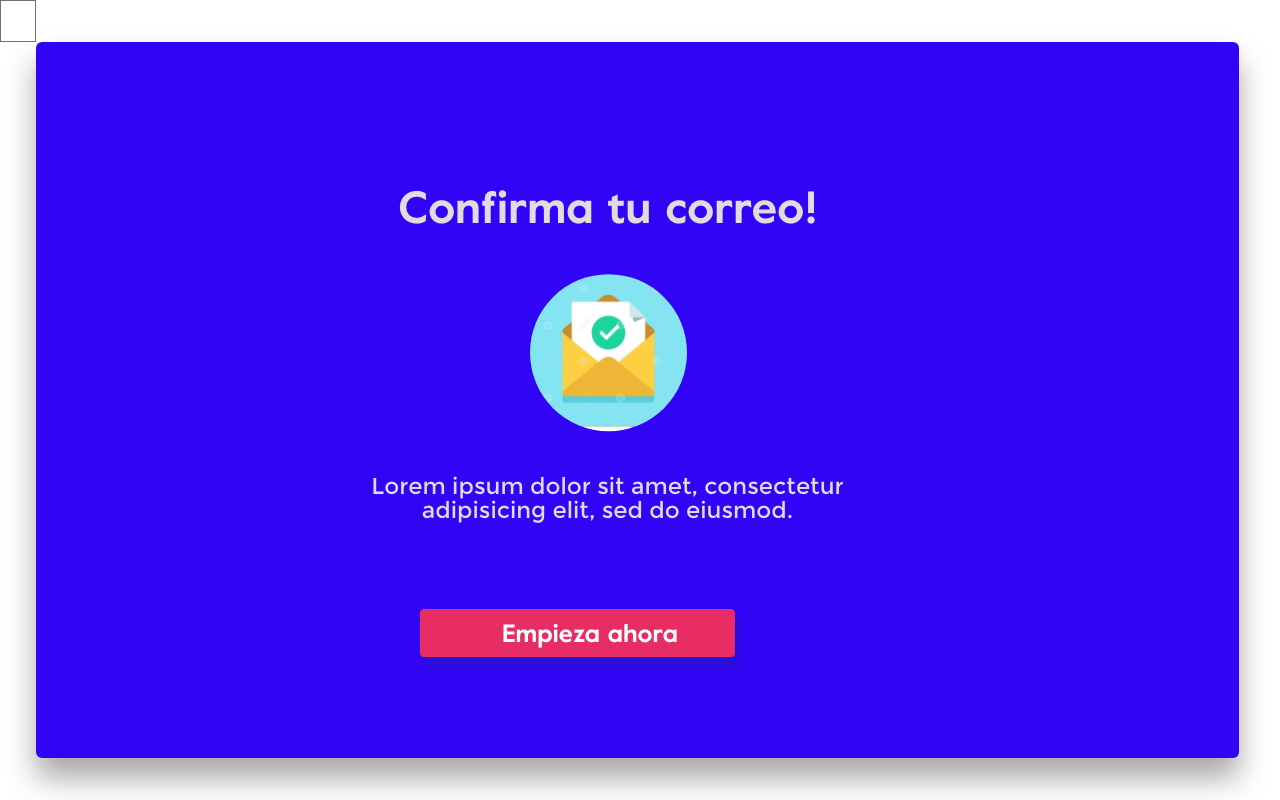 Confirma tu correo!
Lorem ipsum dolor sit amet, consectetur
adipisicing elit, sed do eiusmod.
Empieza ahora